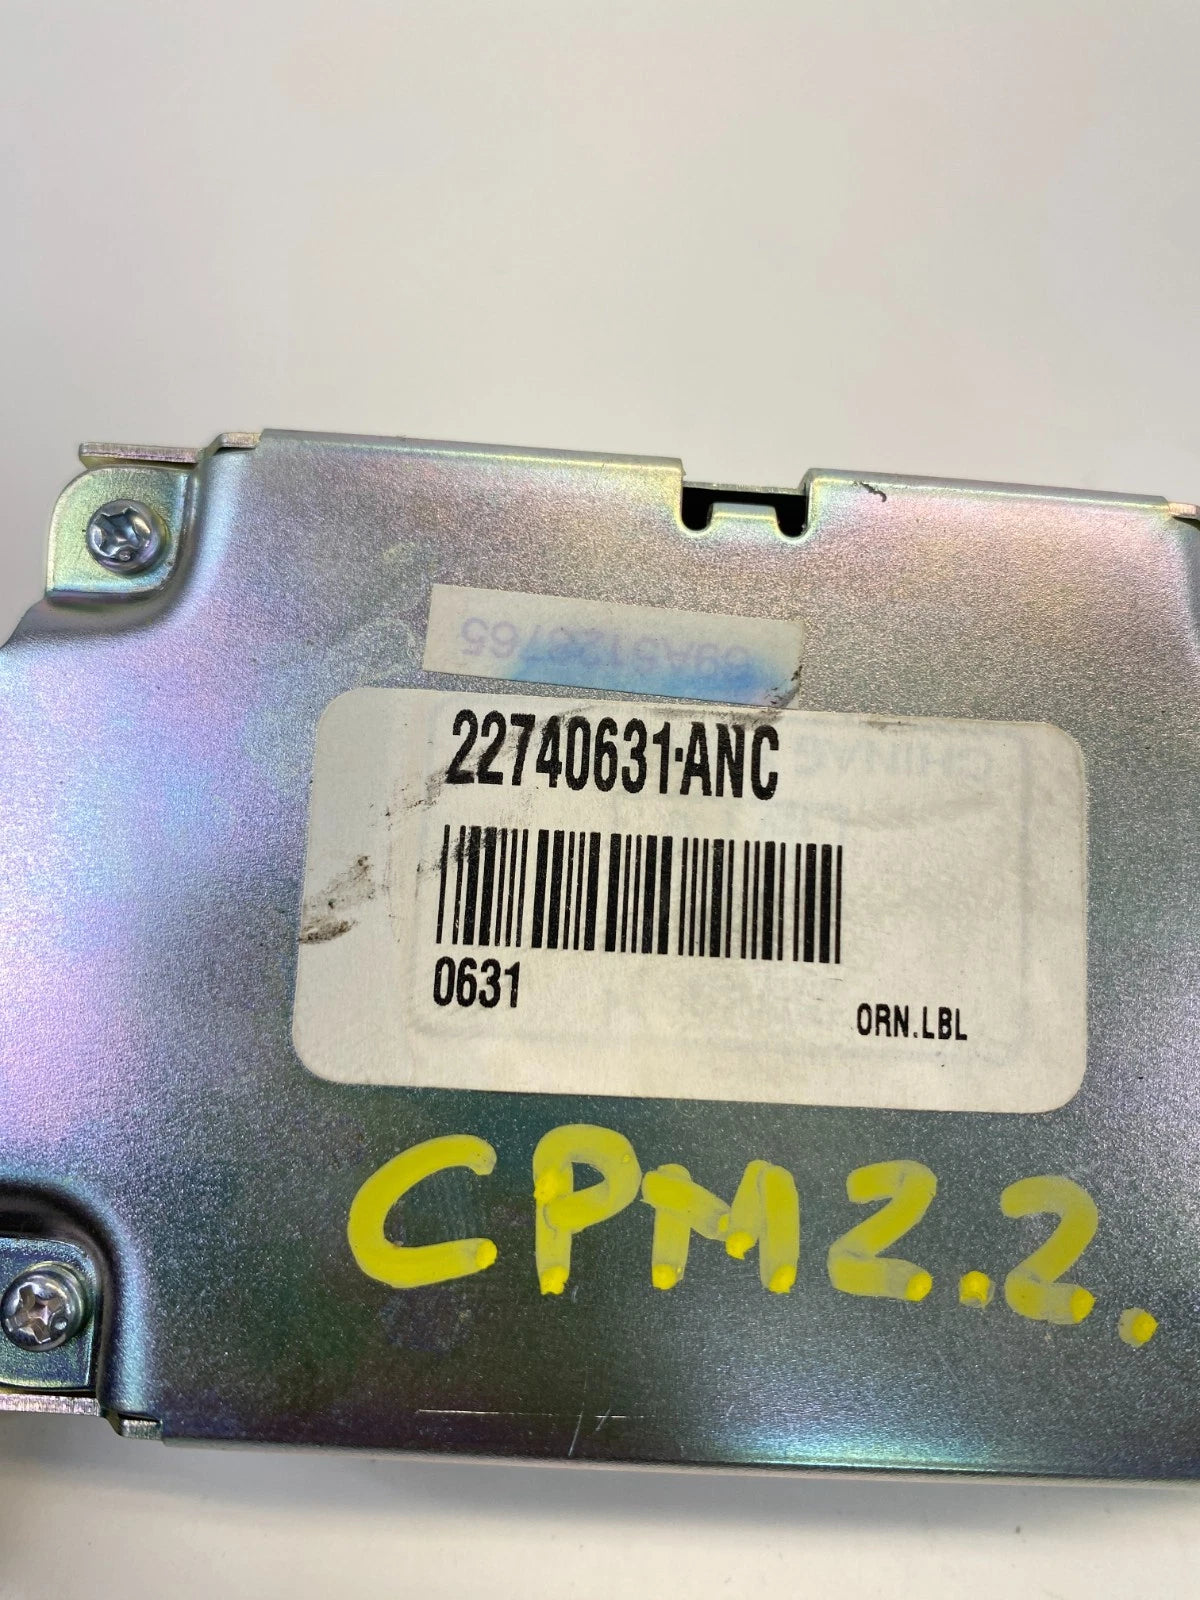 22740631-ANC
0631
ORN.LBL
CPM2.2.